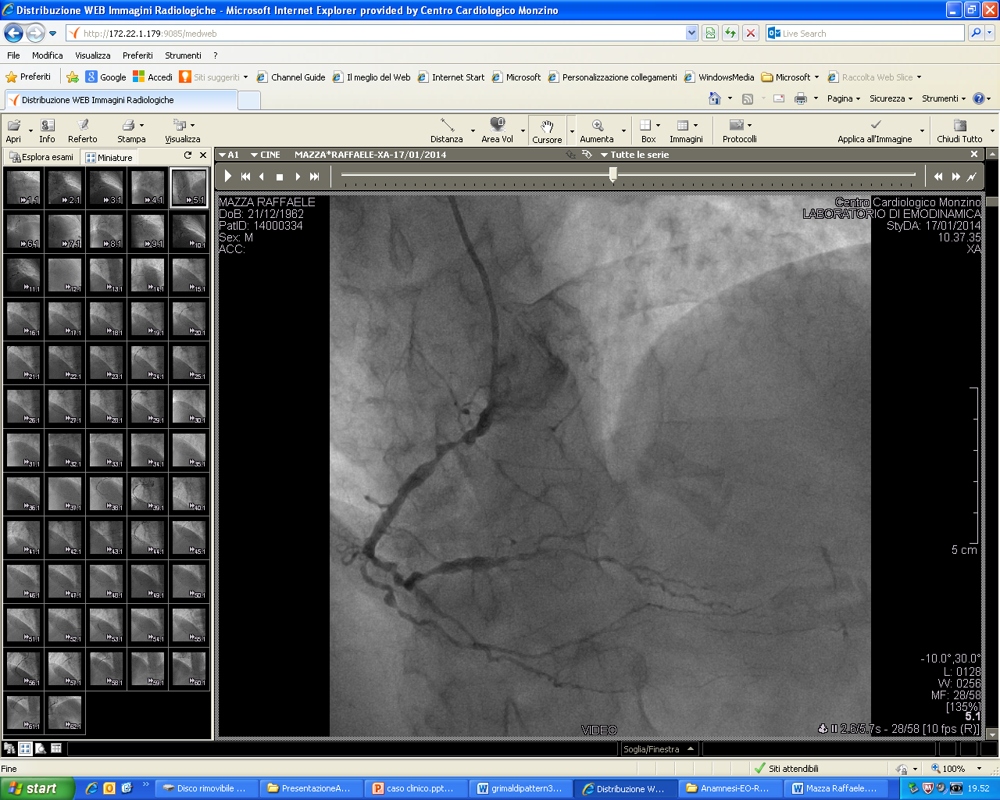 Distribuzione WEB Immagini Radiologiche - Microsoft Internet Explorer provided by Centro Cardiologico Monzino
http://172.22.1.179:9085/medweb
Live Search
File Modifica Visualizza Preferiti Strumenti ?
Preferiti Google Accedi Siti suggeriti Channel Guide Il meglio del Web Internet Start Microsoft Personalizzazione collegamenti WindowsMedia Microsoft Raccolta Web Slice
Distribuzione WEB Immagini Radiologiche
Pagina Sicurezza Strumenti
Apri Info Referto Stampa Visualizza Distanza Area Vol Cursore Aumenta Box Immagini Protocolli Applica all'Immagine Chiudi Tutto
Esplora esami Miniature
A1 CINE MAZZA*RAFFAELE-XA-17/01/2014 Tutte le serie
MAZZA RAFFAELE
DoB: 21/12/1962
PatID: 14000334
Sex: M
ACC:
Centro Cardiologico Monzino
LABORATORIO DI EMODINAMICA
StyDA: 17/01/2014
10.37.35
XA
1.1 2.1 3.1 4.1 5.1
6.1 7.1 8.1 9.1 10.1
11.1 12.1 13.1 14.1 15.1
16.1 17.1 18.1 19.1 20.1
21.1 22.1 23.1 24.1 25.1
26.1 27.1 28.1 29.1 30.1
31.1 32.1 33.1 34.1 35.1
36.1 37.1 38.1 39.1 40.1
41.1 42.1 43.1 44.1 45.1
46.1 47.1 48.1 49.1 50.1
51.1 52.1 53.1 54.1 55.1
56.1 57.1 58.1 59.1 60.1
61.1 62.1
5 cm
-10.0°,30.0°
L: 0128
W: 0256
MF: 28/58
[135%]
5.1
VIDEO
2.6/5.7s - 28/58 [10 fps (R)]
Soglia/Finestra
Fine
Siti attendibili
100%
start
Disco rimovibile ...
PresentazioneA...
caso clinico.ppt...
grimaldipattern3...
Distribuzione W...
Anamnesi-EO-R...
Mazza Raffaele....
19.52